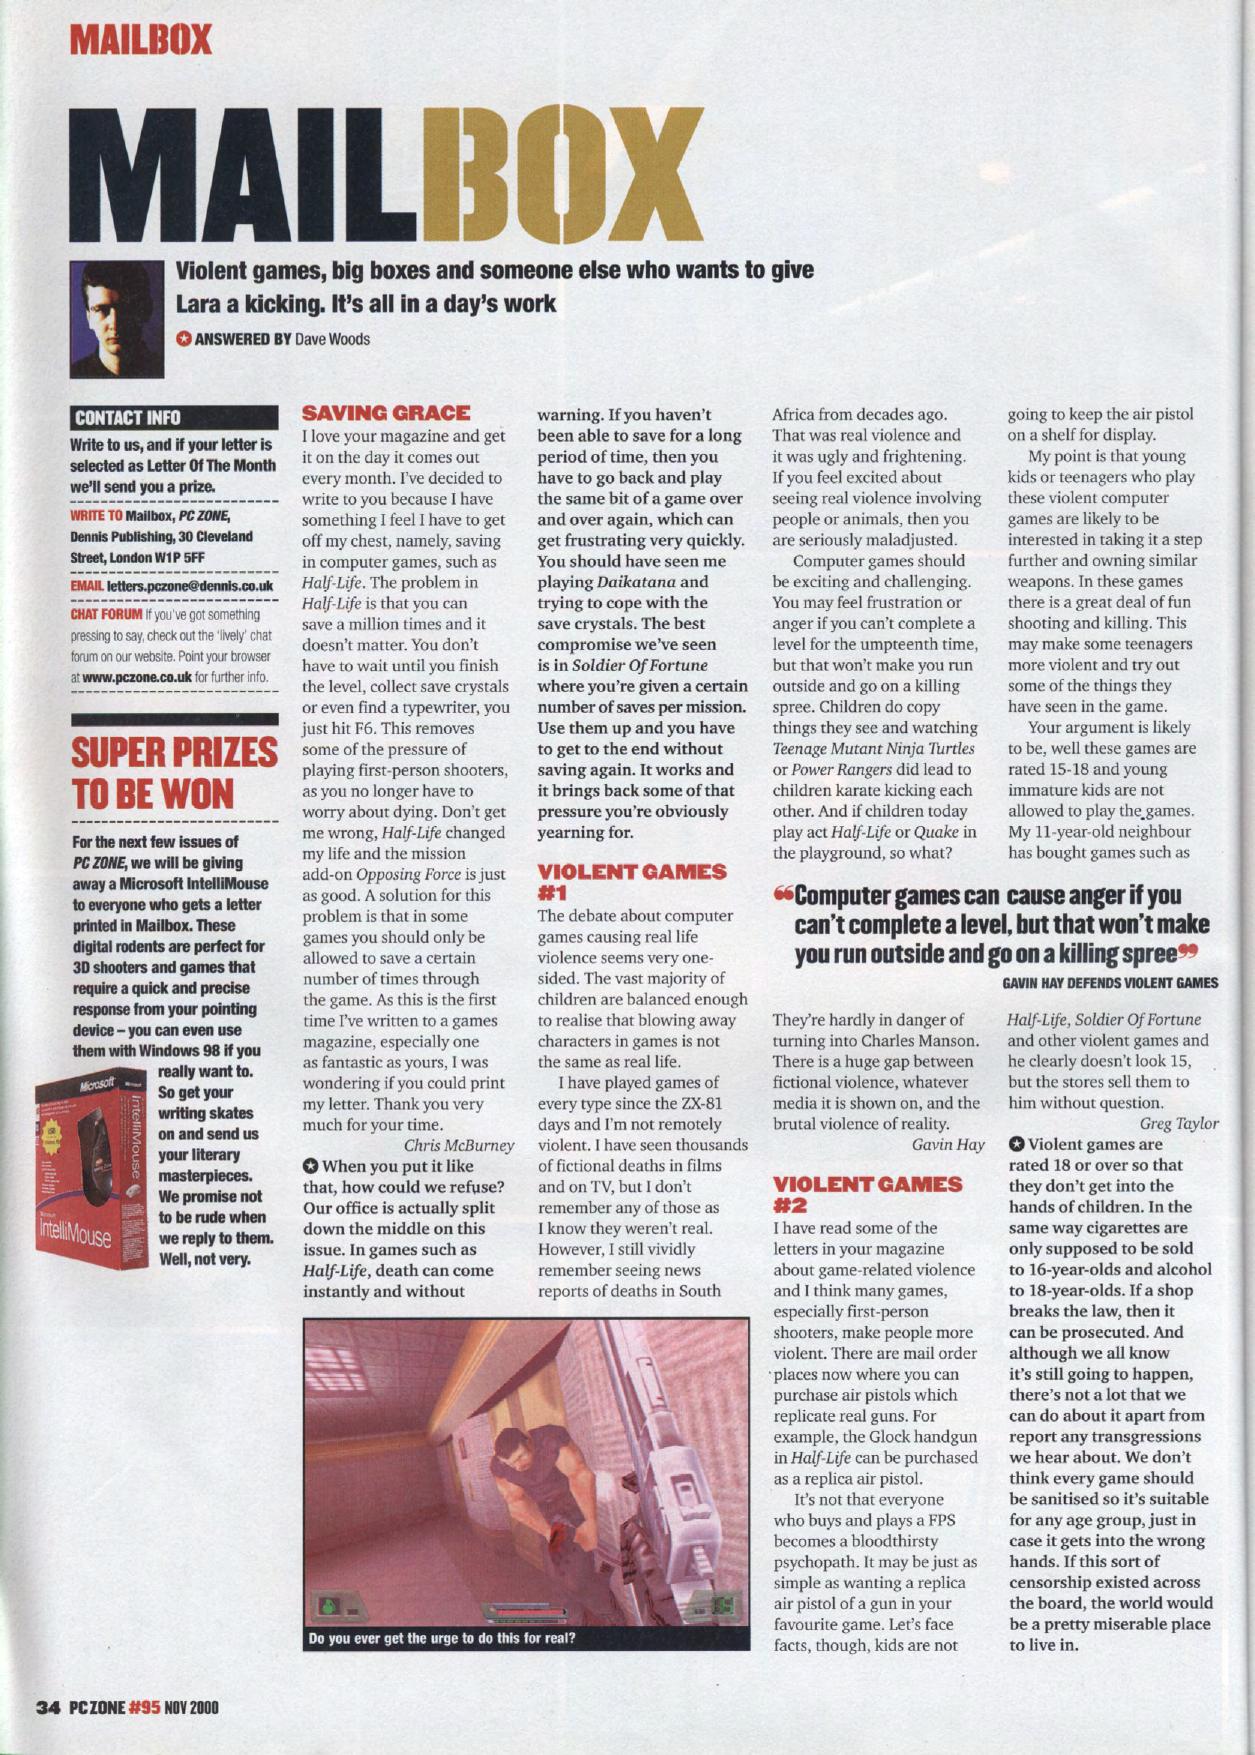 MAILBOX
MAILBOX
Violent games, big boxes and someone else who wants to give
Lara a kicking. It's all in a day's work
ANSWERED BY Dave Woods
CONTACT INFO
Write to us, and if your letter is
selected as Letter Of The Month
we'll send you a prize.
WRITE TO Mailbox, PC ZONE,
Dennis Publishing, 30 Cleveland
Street, London W1P 5FF
EMAIL letters.pczone@dennis.co.uk
CHAT FORUM If you've got something
pressing to say, check out the 'lively' chat
forum on our website. Point your browser
at www.pczone.co.uk for further info.
SUPER PRIZES
TO BE WON
For the next few issues of
PC ZONE, we will be giving
away a Microsoft IntelliMouse
to everyone who gets a letter
printed in Mailbox. These
digital rodents are perfect for
3D shooters and games that
require a quick and precise
response from your pointing
device – you can even use
them with Windows 98 if you
really want to.
So get your
writing skates
on and send us
your literary
masterpieces.
We promise not
to be rude when
we reply to them.
Well, not very.
Microsoft
IntelliMouse
IntelliMouse
SAVING GRACE
I love your magazine and get
it on the day it comes out
every month. I've decided to
write to you because I have
something I feel I have to get
off my chest, namely, saving
in computer games, such as
Half-Life. The problem in
Half-Life is that you can
save a million times and it
doesn't matter. You don't
have to wait until you finish
the level, collect save crystals
or even find a typewriter, you
just hit F6. This removes
some of the pressure of
playing first-person shooters,
as you no longer have to
worry about dying. Don't get
me wrong, Half-Life changed
my life and the mission
add-on Opposing Force is just
as good. A solution for this
problem is that in some
games you should only be
allowed to save a certain
number of times through
the game. As this is the first
time I've written to a games
magazine, especially one
as fantastic as yours, I was
wondering if you could print
my letter. Thank you very
much for your time.
Chris McBurney
When you put it like
that, how could we refuse?
Our office is actually split
down the middle on this
issue. In games such as
Half-Life, death can come
instantly and without
warning. If you haven't
been able to save for a long
period of time, then you
have to go back and play
the same bit of a game over
and over again, which can
get frustrating very quickly.
You should have seen me
playing Daikatana and
trying to cope with the
save crystals. The best
compromise we've seen
is in Soldier Of Fortune
where you're given a certain
number of saves per mission.
Use them up and you have
to get to the end without
saving again. It works and
it brings back some of that
pressure you're obviously
yearning for.
VIOLENT GAMES
#1
The debate about computer
games causing real life
violence seems very one-
sided. The vast majority of
children are balanced enough
to realise that blowing away
characters in games is not
the same as real life.
I have played games of
every type since the ZX-81
days and I'm not remotely
violent. I have seen thousands
of fictional deaths in films
and on TV, but I don't
remember any of those as
I know they weren't real.
However, I still vividly
remember seeing news
reports of deaths in South
Africa from decades ago.
That was real violence and
it was ugly and frightening.
If you feel excited about
seeing real violence involving
people or animals, then you
are seriously maladjusted.
Computer games should
be exciting and challenging.
You may feel frustration or
anger if you can't complete a
level for the umpteenth time,
but that won't make you run
outside and go on a killing
spree. Children do copy
things they see and watching
Teenage Mutant Ninja Turtles
or Power Rangers did lead to
children karate kicking each
other. And if children today
play act Half-Life or Quake in
the playground, so what?
They're hardly in danger of
turning into Charles Manson.
There is a huge gap between
fictional violence, whatever
media it is shown on, and the
brutal violence of reality.
Gavin Hay
VIOLENT GAMES
#2
I have read some of the
letters in your magazine
about game-related violence
and I think many games,
especially first-person
shooters, make people more
violent. There are mail order
places now where you can
purchase air pistols which
replicate real guns. For
example, the Glock handgun
in Half-Life can be purchased
as a replica air pistol.
It's not that everyone
who buys and plays a FPS
becomes a bloodthirsty
psychopath. It may be just as
simple as wanting a replica
air pistol of a gun in your
favourite game. Let's face
facts, though, kids are not
going to keep the air pistol
on a shelf for display.
My point is that young
kids or teenagers who play
these violent computer
games are likely to be
interested in taking it a step
further and owning similar
weapons. In these games
there is a great deal of fun
shooting and killing. This
may make some teenagers
more violent and try out
some of the things they
have seen in the game.
Your argument is likely
to be, well these games are
rated 15-18 and young
immature kids are not
allowed to play the games.
My 11-year-old neighbour
has bought games such as
Half-Life, Soldier Of Fortune
and other violent games and
he clearly doesn't look 15,
but the stores sell them to
him without question.
Greg Taylor
Violent games are
rated 18 or over so that
they don't get into the
hands of children. In the
same way cigarettes are
only supposed to be sold
to 16-year-olds and alcohol
to 18-year-olds. If a shop
breaks the law, then it
can be prosecuted. And
although we all know
it's still going to happen,
there's not a lot that we
can do about it apart from
report any transgressions
we hear about. We don't
think every game should
be sanitised so it's suitable
for any age group, just in
case it gets into the wrong
hands. If this sort of
censorship existed across
the board, the world would
be a pretty miserable place
to live in.
“Computer games can cause anger if you
can't complete a level, but that won't make
you run outside and go on a killing spree”
GAVIN HAY DEFENDS VIOLENT GAMES
Do you ever get the urge to do this for real?
34 PC ZONE #95 NOV 2000